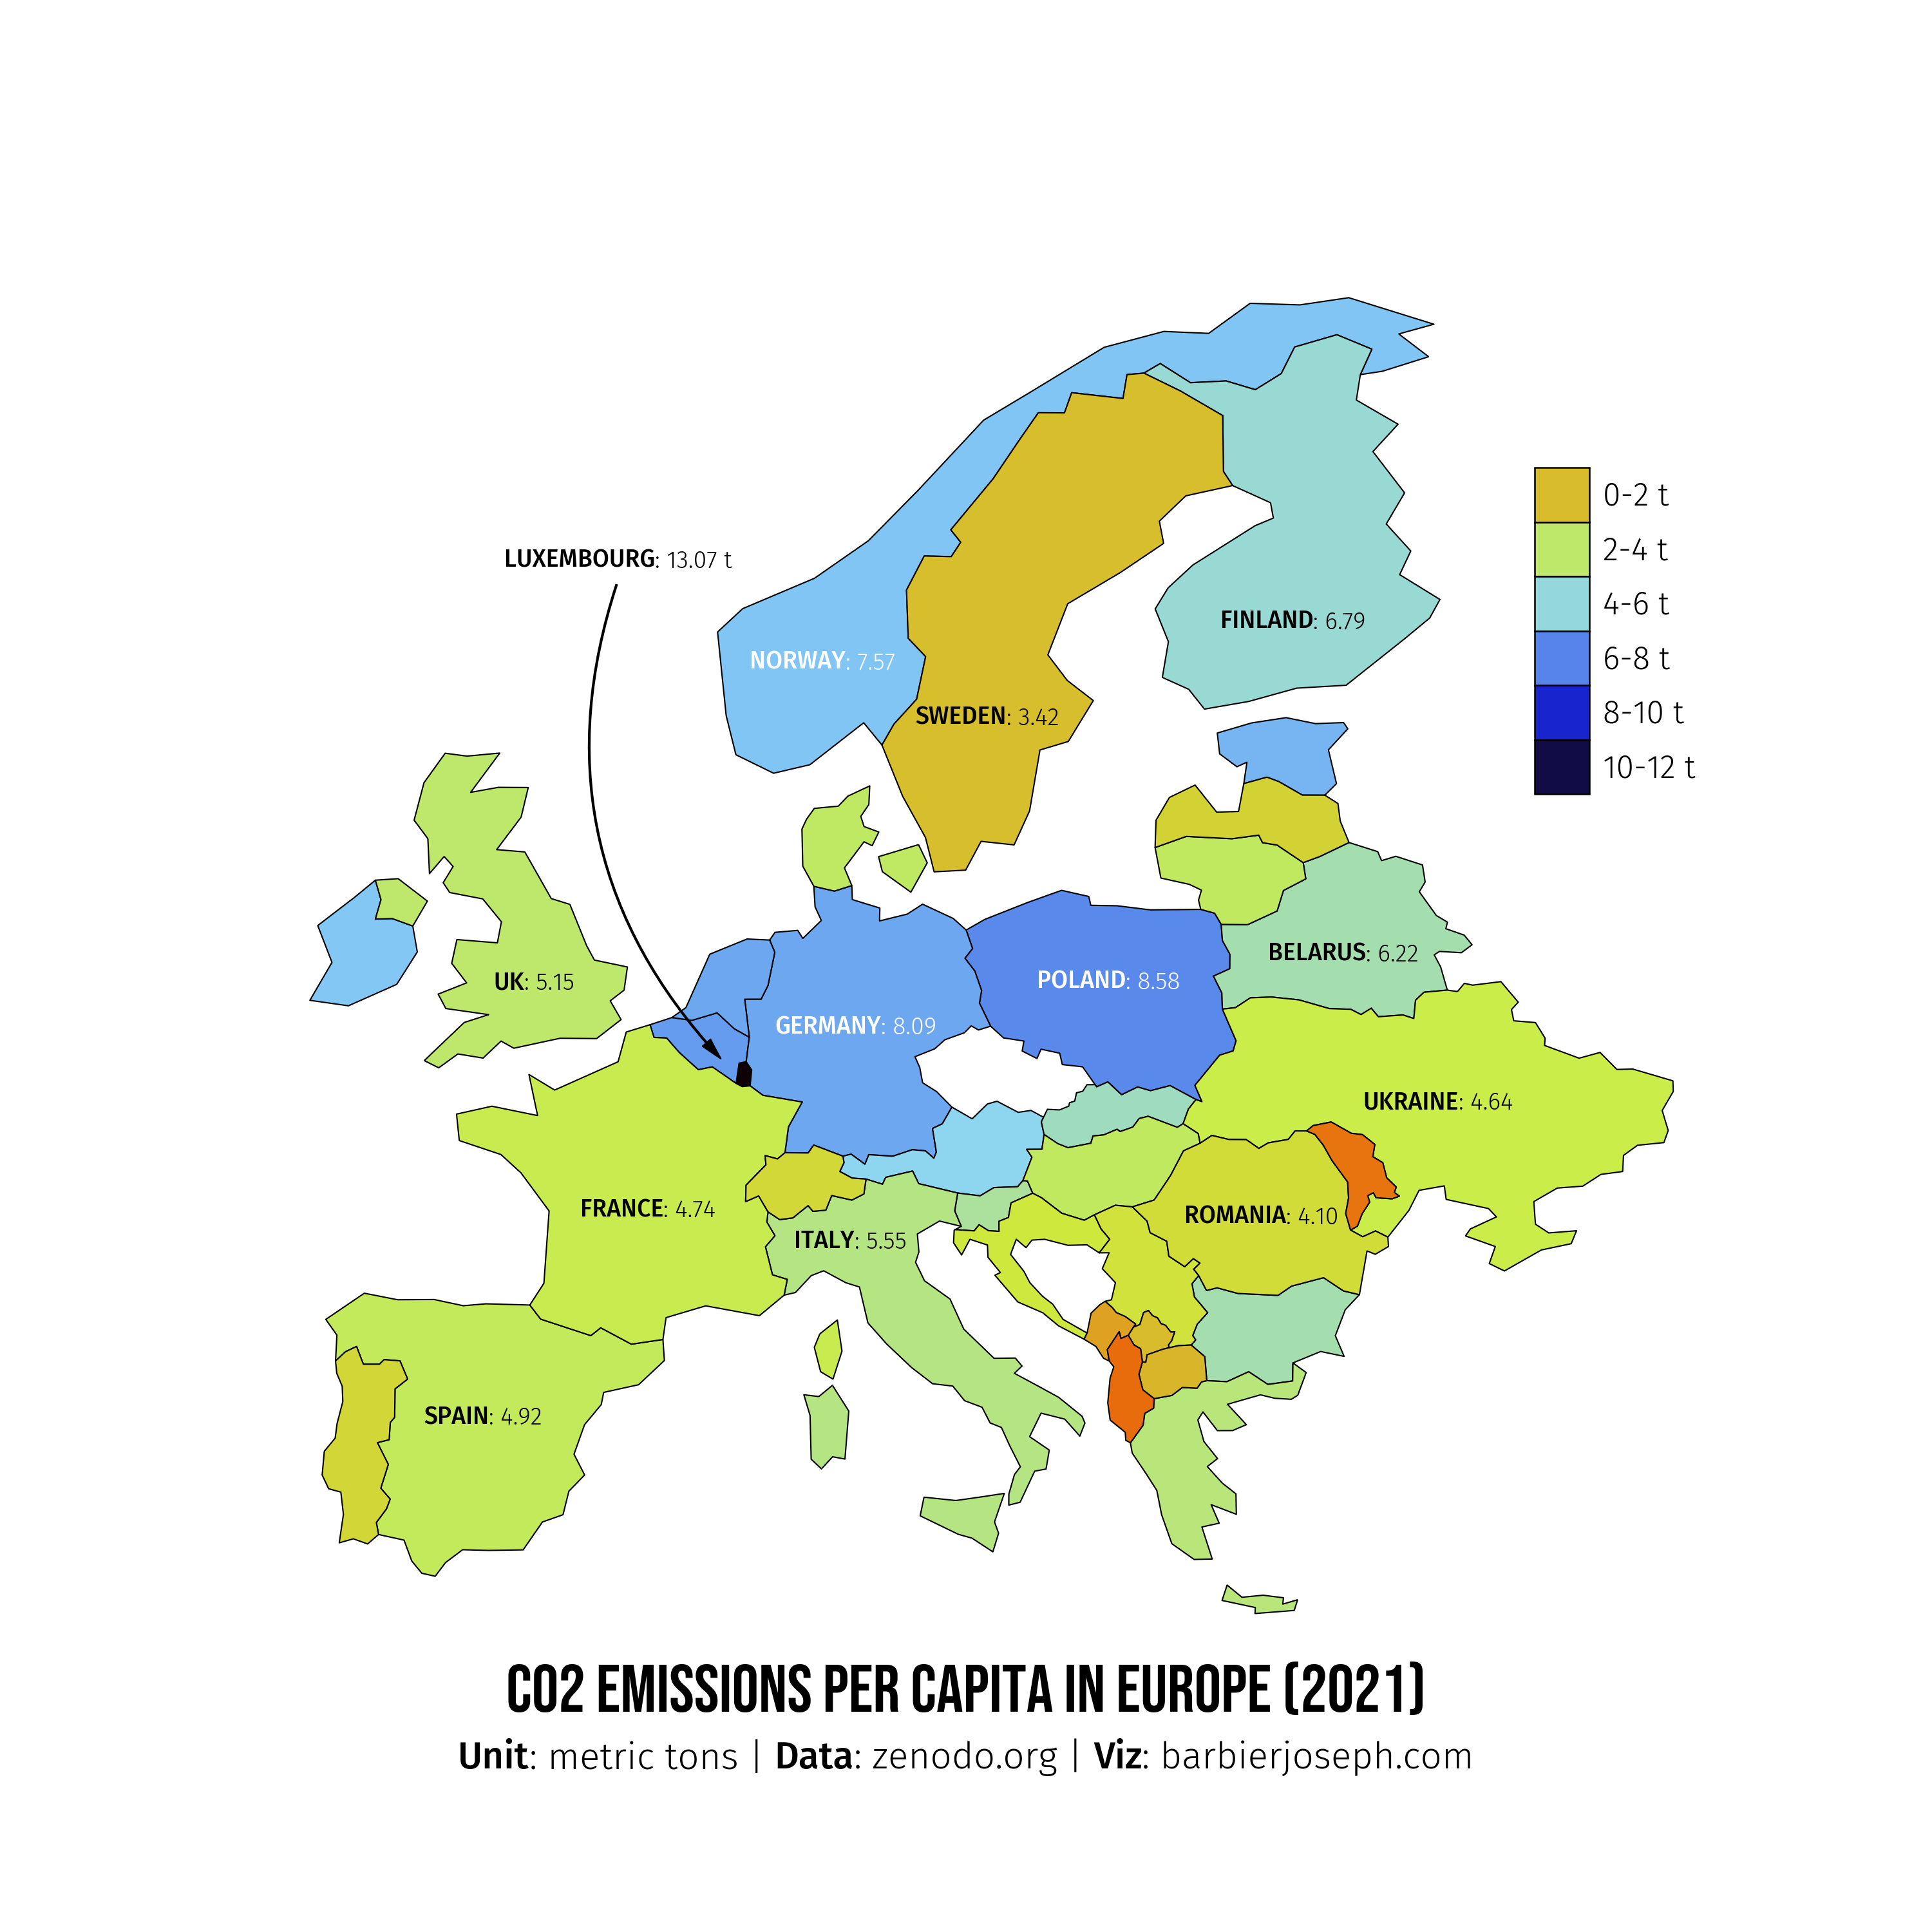 LUXEMBOURG: 13.07 t
NORWAY: 7.57
FINLAND: 6.79
SWEDEN: 3.42
UK: 5.15
BELARUS: 6.22
POLAND: 8.58
GERMANY: 8.09
UKRAINE: 4.64
FRANCE: 4.74
ROMANIA: 4.10
ITALY: 5.55
SPAIN: 4.92
0-2 t
2-4 t
4-6 t
6-8 t
8-10 t
10-12 t
CO2 EMISSIONS PER CAPITA IN EUROPE (2021)
Unit: metric tons | Data: zenodo.org | Viz: barbierjoseph.com